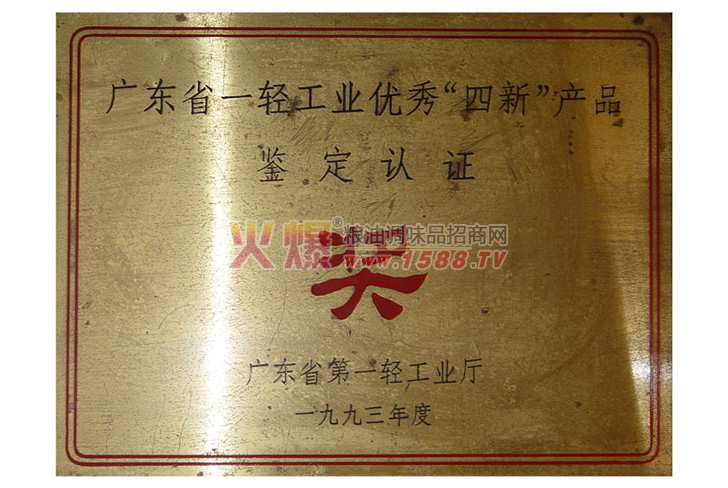 广东省一轻工业优秀“四新”产品
鉴定认证
奖
火爆®粮油调味品招商网
www.1588.TV
广东省第一轻工业厅
一九九三年度